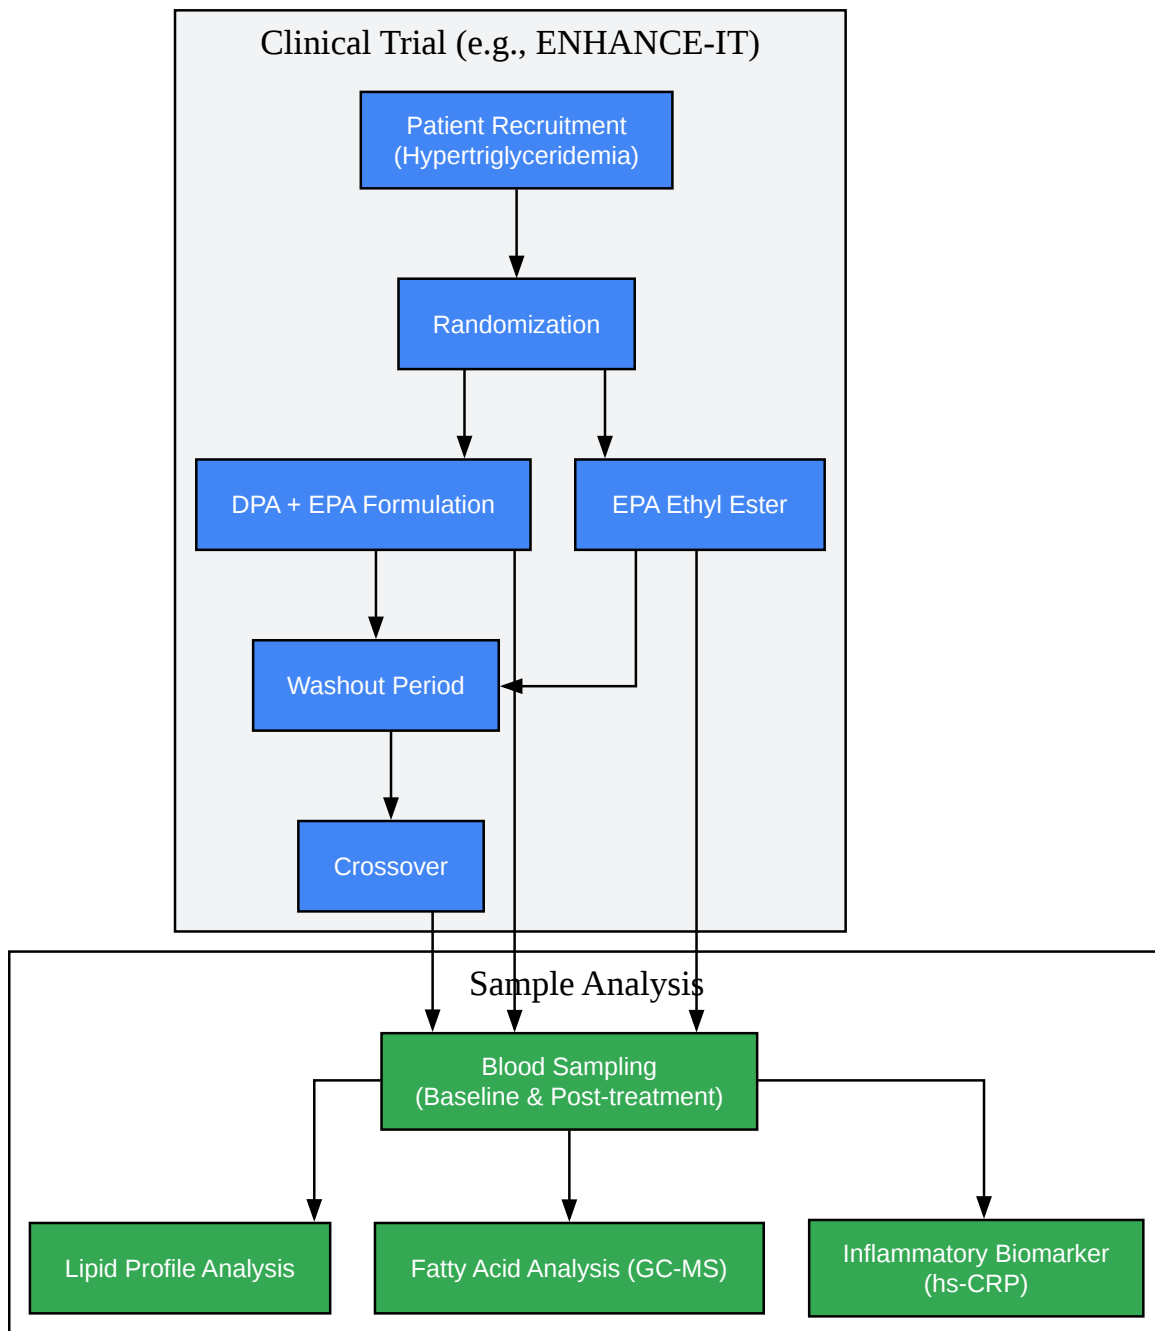 Clinical Trial (e.g., ENHANCE-IT)
Patient Recruitment
(Hypertriglyceridemia)
Randomization
DPA + EPA Formulation
EPA Ethyl Ester
Washout Period
Crossover
Sample Analysis
Blood Sampling
(Baseline & Post-treatment)
Lipid Profile Analysis
Fatty Acid Analysis (GC-MS)
Inflammatory Biomarker
(hs-CRP)